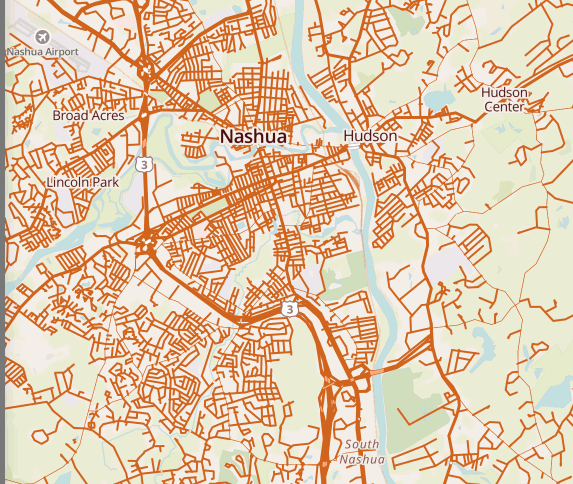 Nashua Airport
Hudson
Center
Broad Acres
Nashua
Hudson
3
Lincoln Park
3
South
Nashua